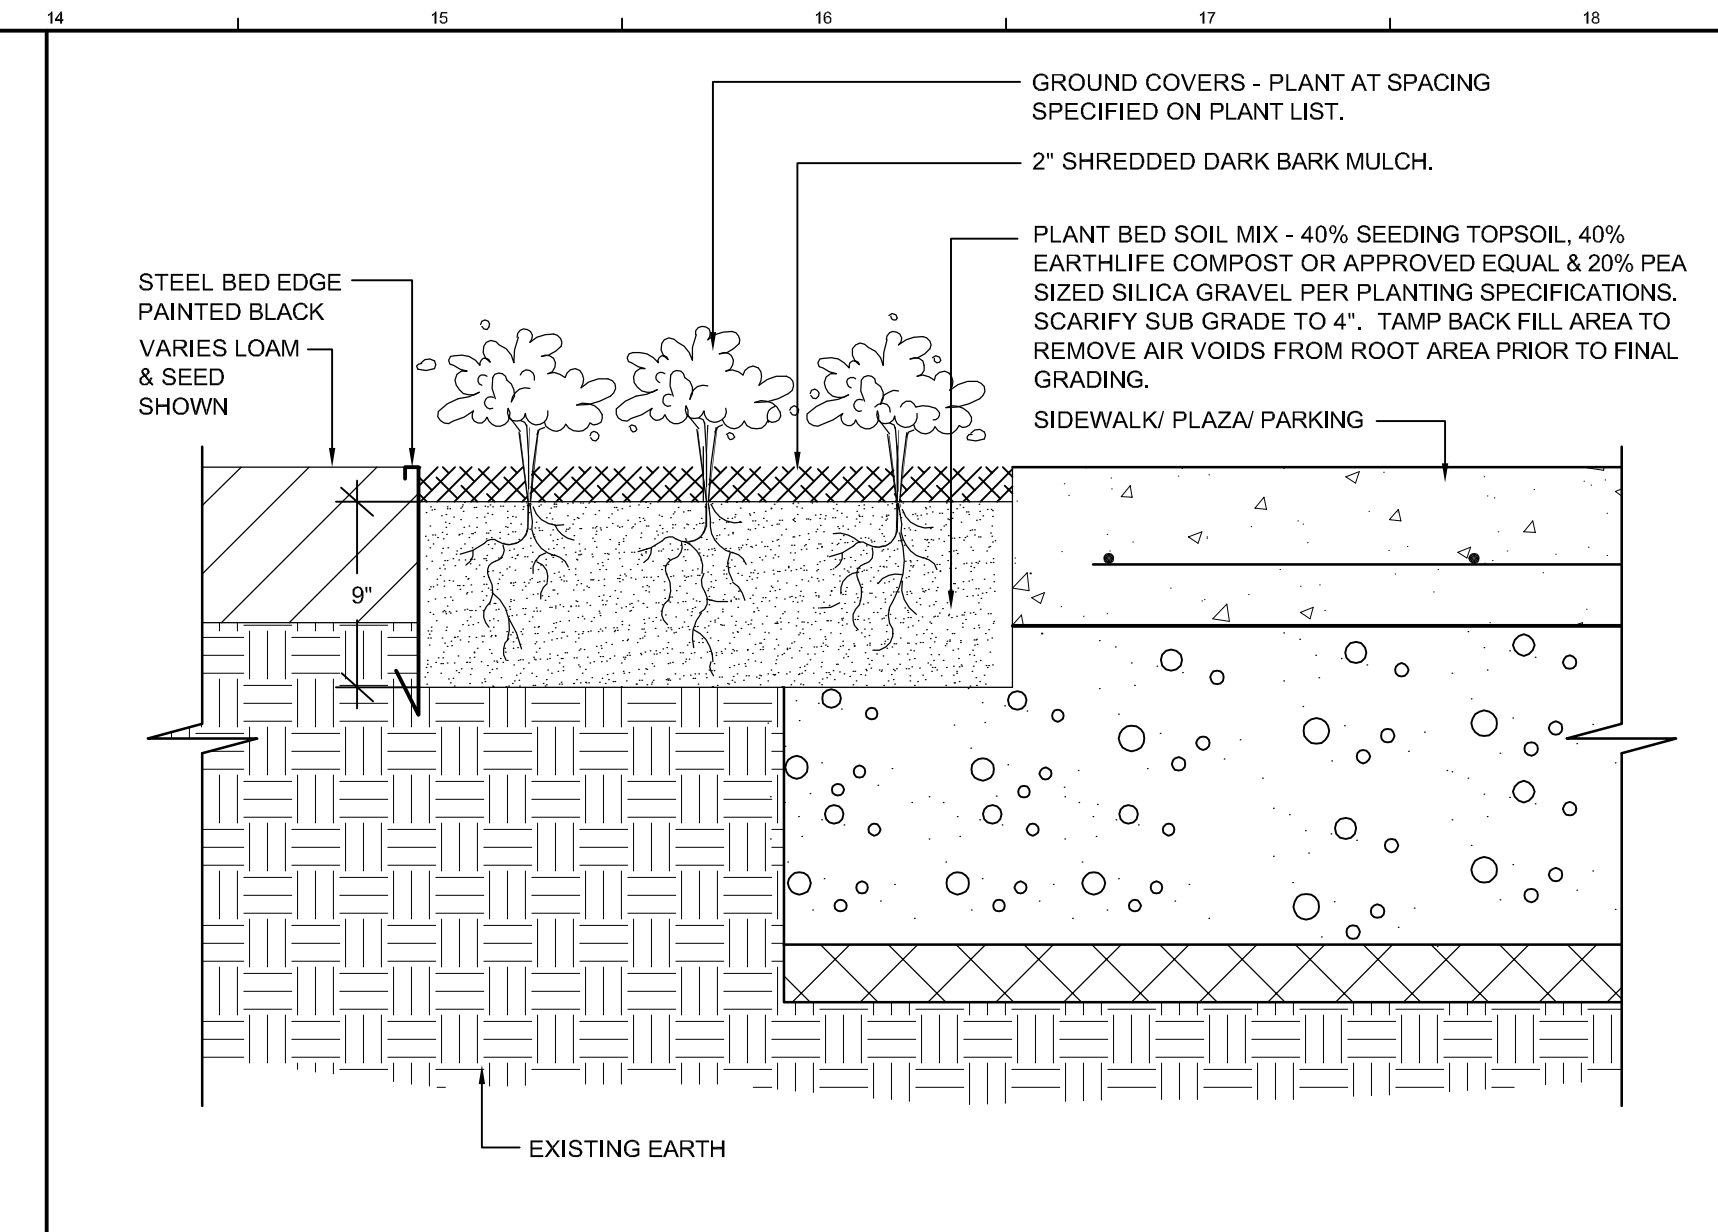 14 15 16 17 18
GROUND COVERS - PLANT AT SPACING
SPECIFIED ON PLANT LIST.
2" SHREDDED DARK BARK MULCH.
PLANT BED SOIL MIX - 40% SEEDING TOPSOIL, 40%
EARTHLIFE COMPOST OR APPROVED EQUAL & 20% PEA
SIZED SILICA GRAVEL PER PLANTING SPECIFICATIONS.
SCARIFY SUB GRADE TO 4". TAMP BACK FILL AREA TO
REMOVE AIR VOIDS FROM ROOT AREA PRIOR TO FINAL
GRADING.
STEEL BED EDGE
PAINTED BLACK
VARIES LOAM
& SEED
SHOWN
SIDEWALK/ PLAZA/ PARKING
9"
EXISTING EARTH